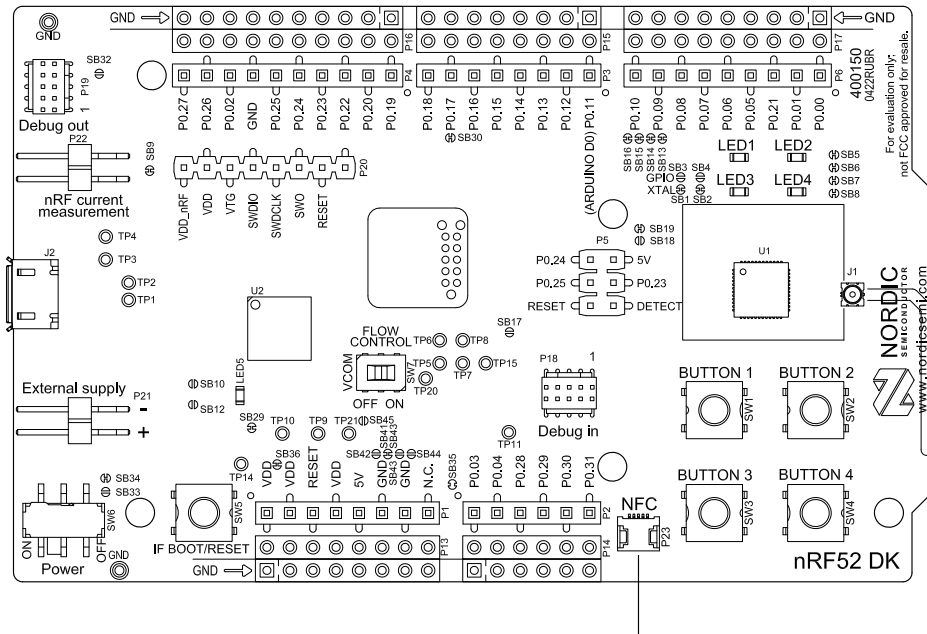 GND
GND
GND
P16
P15
P17
SB32
P19
1
Debug out
P4
P3
P6
400150
0422RUBR
For evaluation only;
not FCC approved for resale.
P0.27
P0.26
P0.02
GND
P0.25
P0.24
P0.23
P0.22
P0.20
P0.19
P0.18
P0.17
P0.16
P0.15
P0.14
P0.13
P0.12
P0.11
(ARDUINO D0)
P0.10
P0.09
P0.08
P0.07
P0.06
P0.05
P0.21
P0.01
P0.00
SB30
P22
SB9
nRF current
measurement
P20
VDD_nRF
VDD
VTG
SWDIO
SWDCLK
SWO
RESET
SB16
SB15
SB14
SB13
GPIO
XTAL
SB3
SB4
SB1
SB2
LED1
LED2
LED3
LED4
SB5
SB6
SB7
SB8
TP4
TP3
TP2
TP1
J2
SB19
SB18
P5
P0.24
5V
P0.25
P0.23
RESET
DETECT
U1
J1
NORDIC
SEMICONDUCTOR
www.nordicsemi.com
U2
FLOW
CONTROL
VCOM
SW7
OFF ON
TP6
TP8
TP5
TP7
TP15
TP20
SB17
P18
1
Debug in
LED5
SB10
SB12
External supply
P21
-
+
BUTTON 1
SW1
BUTTON 2
SW2
SB29
TP10
TP9
TP21
SB45
SB41
SB43
SB42
SB43
SB44
TP11
SB36
TP14
SB35
VDD
VDD
RESET
VDD
5V
GND
GND
N.C.
P0.03
P0.04
P0.28
P0.29
P0.30
P0.31
SB34
SB33
SW6
ON
OFF
Power
GND
SW5
IF BOOT/RESET
P1
P13
P2
P14
GND
NFC
P23
BUTTON 3
SW3
BUTTON 4
SW4
nRF52 DK